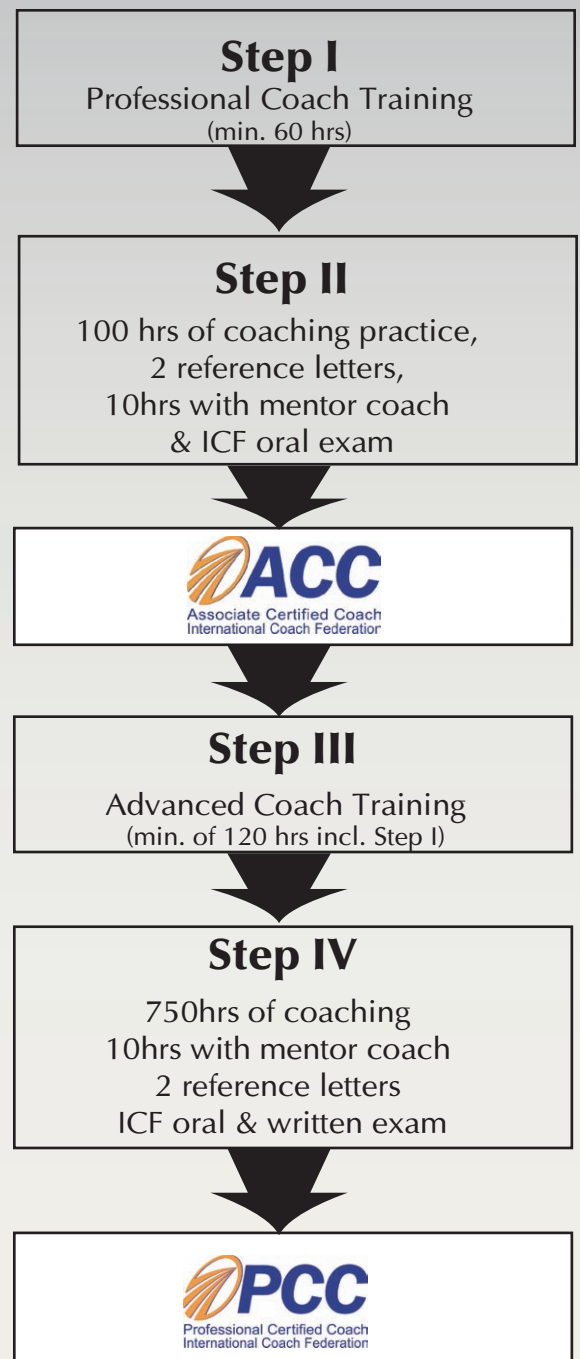 Step I
Professional Coach Training
(min. 60 hrs)
Step II
100 hrs of coaching practice,
2 reference letters,
10hrs with mentor coach
& ICF oral exam
ACC
Associate Certified Coach
International Coach Federation
Step III
Advanced Coach Training
(min. of 120 hrs incl. Step I)
Step IV
750hrs of coaching
10hrs with mentor coach
2 reference letters
ICF oral & written exam
PCC
Professional Certified Coach
International Coach Federation